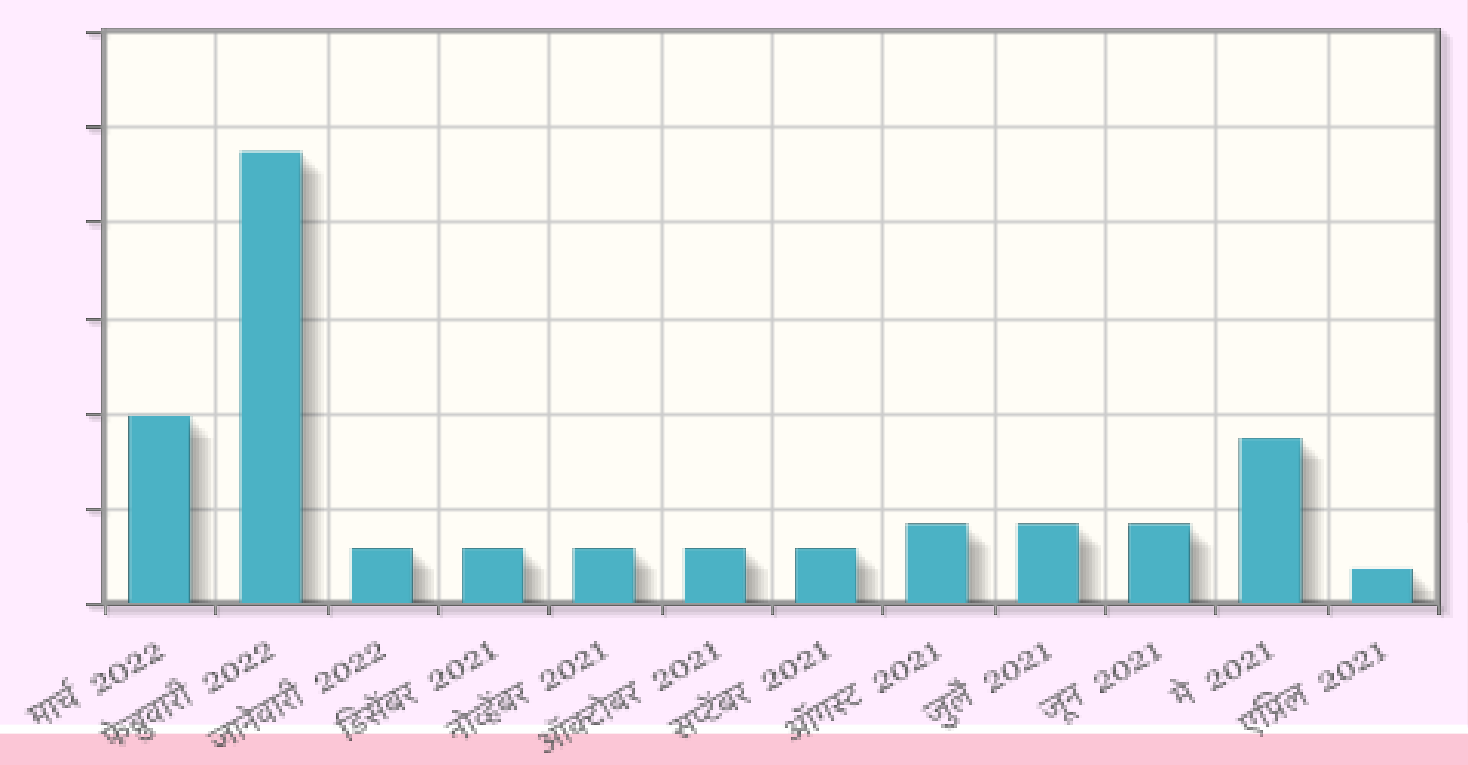 मार्च 2022
फेब्रुवारी 2022
जानेवारी 2022
डिसेंबर 2021
नोव्हेंबर 2021
ऑक्टोबर 2021
सप्टेंबर 2021
ऑगस्ट 2021
जुलै 2021
जून 2021
मे 2021
एप्रिल 2021